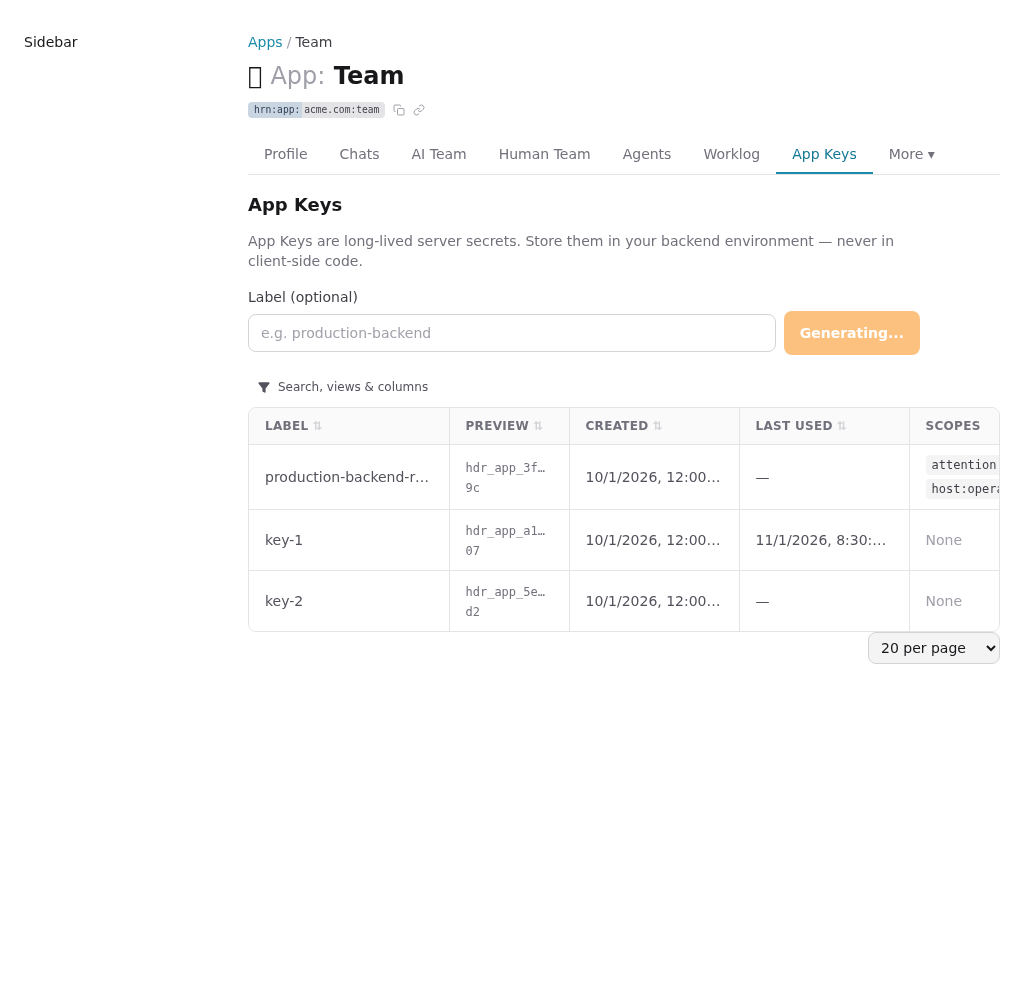 Sidebar
Apps / Team
App: Team
hrn:app: acme.com:team
Profile Chats AI Team Human Team Agents Worklog App Keys More ▾
App Keys
App Keys are long-lived server secrets. Store them in your backend environment — never in
client-side code.
Label (optional)
e.g. production-backend
Generating...
Search, views & columns
LABEL ⇅ PREVIEW ⇅ CREATED ⇅ LAST USED ⇅ SCOPES
production-backend-r… hdr_app_3f… 9c 10/1/2026, 12:00… — attention
host:opera
key-1 hdr_app_a1… 07 10/1/2026, 12:00… 11/1/2026, 8:30:… None
key-2 hdr_app_5e… d2 10/1/2026, 12:00… — None
20 per page